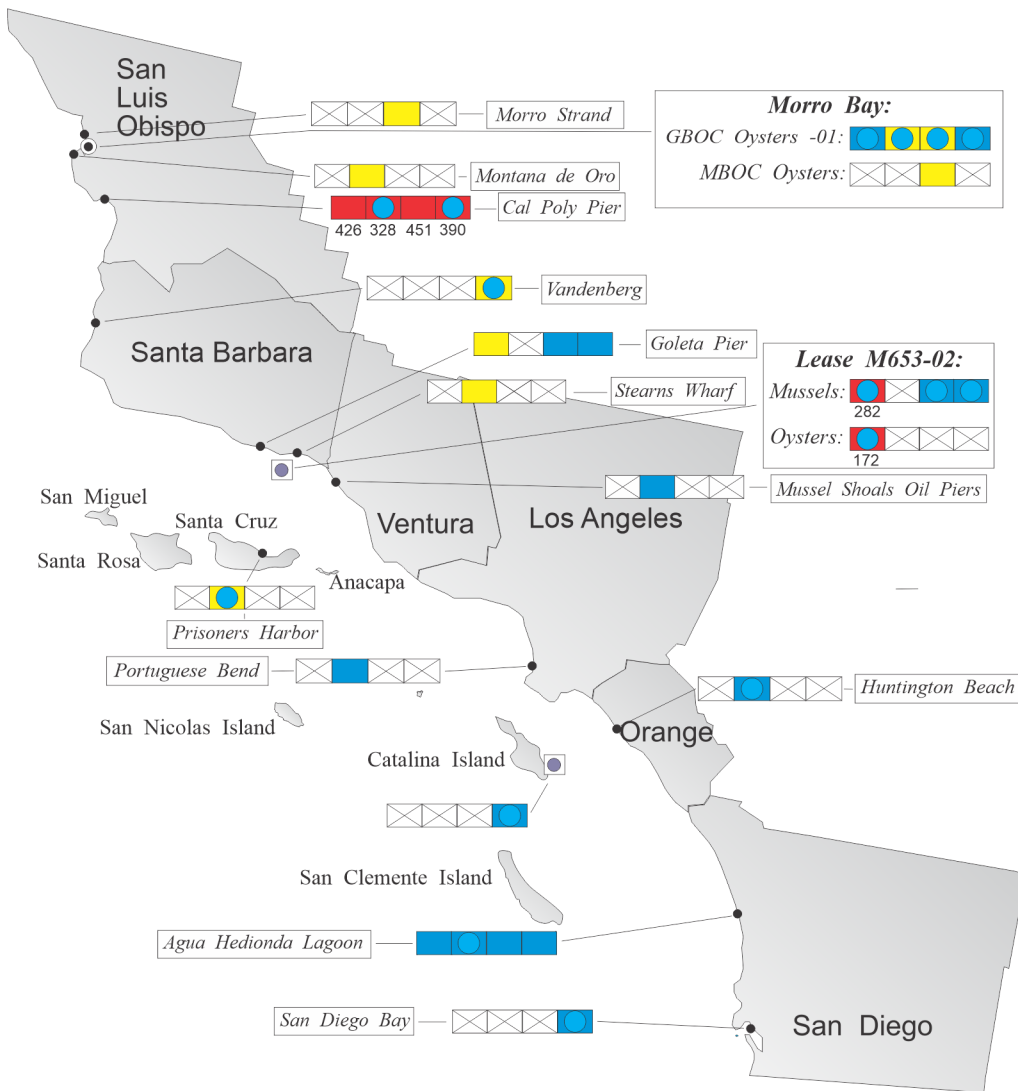 San
Luis
Obispo
Morro Strand
Morro Bay:
GBOC Oysters -01:
MBOC Oysters:
Montana de Oro
Cal Poly Pier
426 328 451 390
Vandenberg
Santa Barbara
Goleta Pier
Stearns Wharf
Lease M653-02:
Mussels:
282
Oysters:
172
Mussel Shoals Oil Piers
San Miguel
Santa Cruz
Santa Rosa
Anacapa
Ventura
Los Angeles
Prisoners Harbor
Portuguese Bend
Huntington Beach
San Nicolas Island
Orange
Catalina Island
San Clemente Island
Agua Hedionda Lagoon
San Diego Bay
San Diego